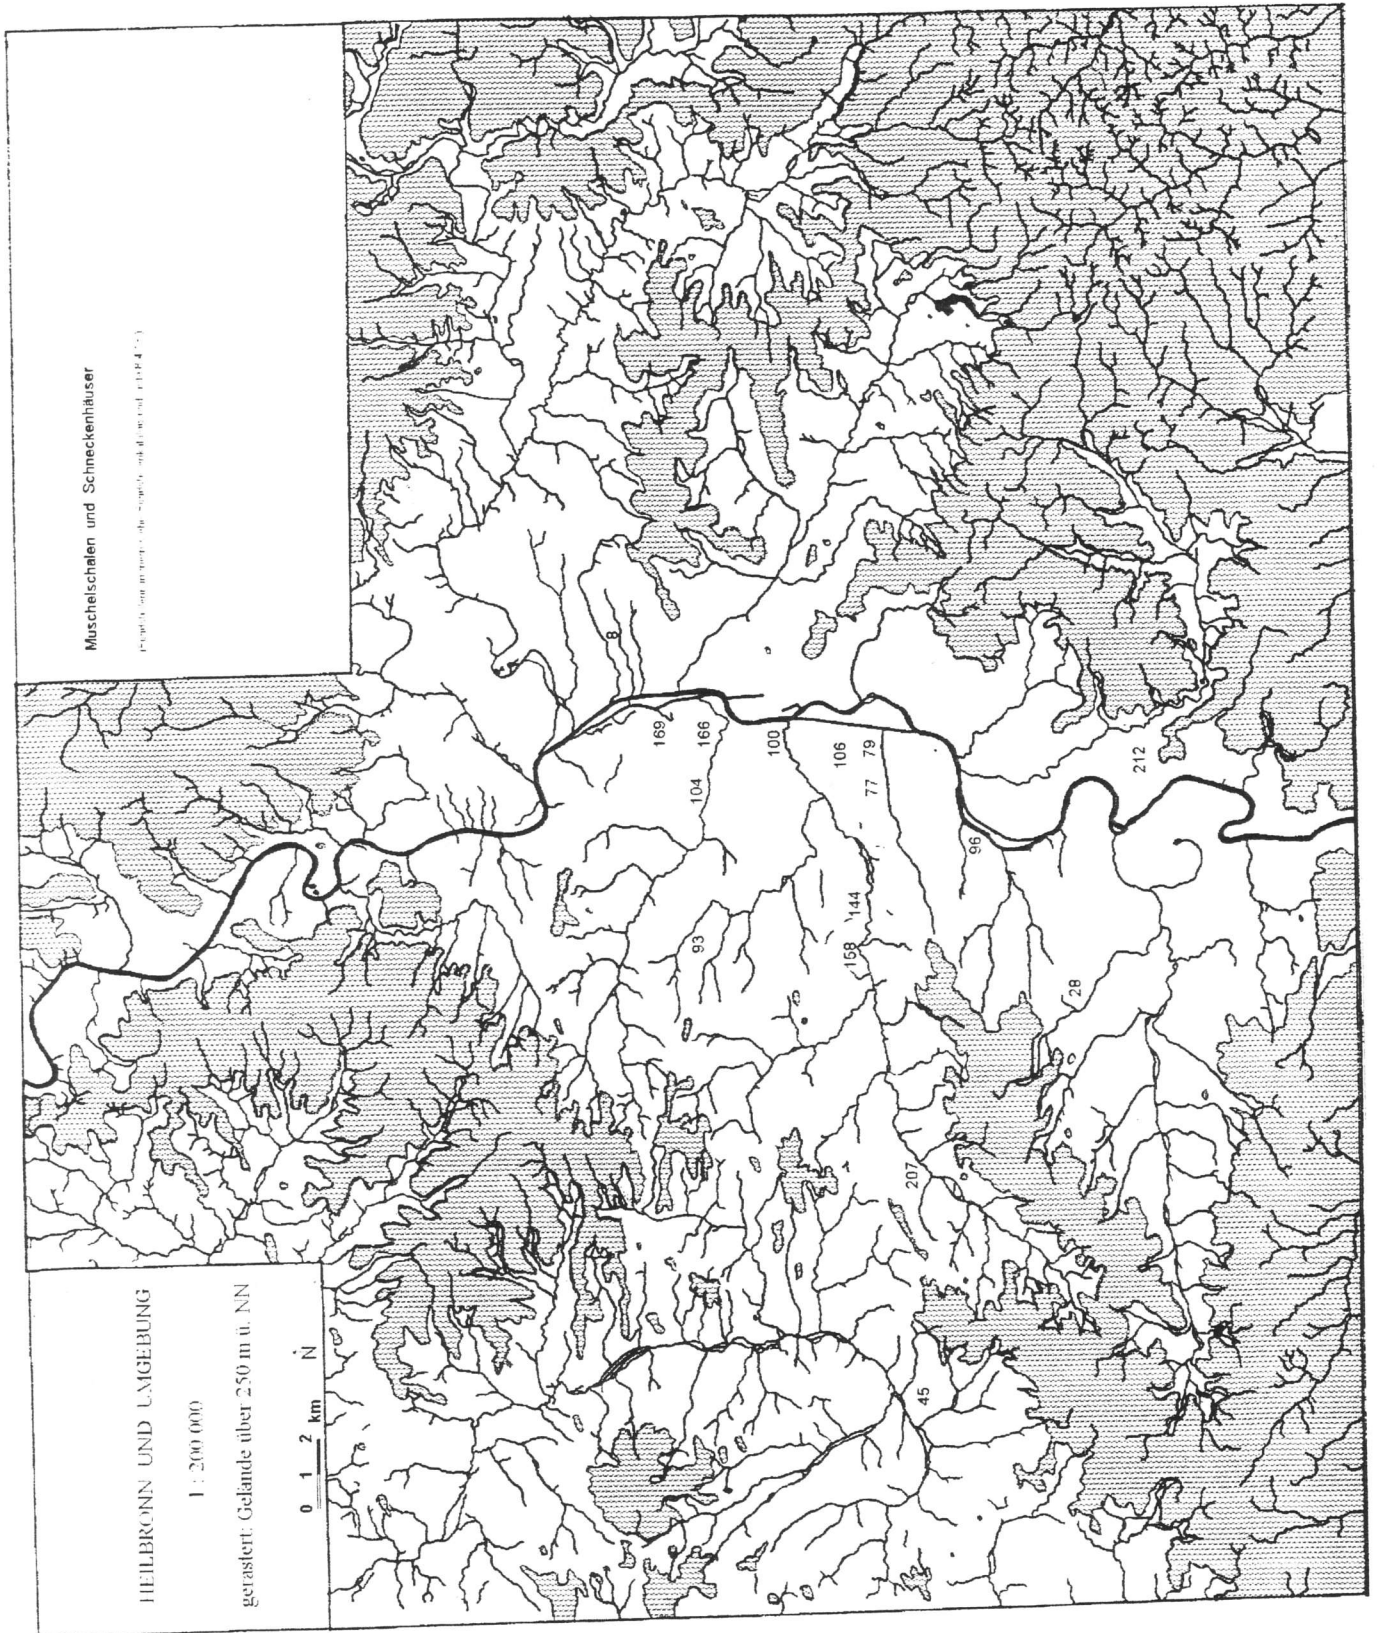 HEILBRONN UND UMGEBUNG
1 : 200 000
gerastert: Gelände über 250 m ü. NN
0 1 2 km
N
Muschelschalen und Schneckenhäuser
8
169
166
104
100
106
79
77
212
96
93
144
158
28
207
45